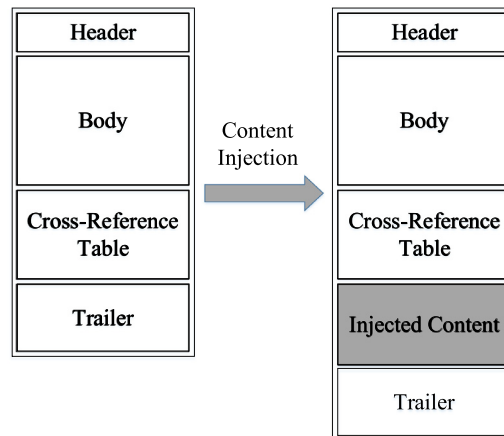 Header
Body
Cross-Reference
Table
Trailer
Content
Injection
Header
Body
Cross-Reference
Table
Injected Content
Trailer